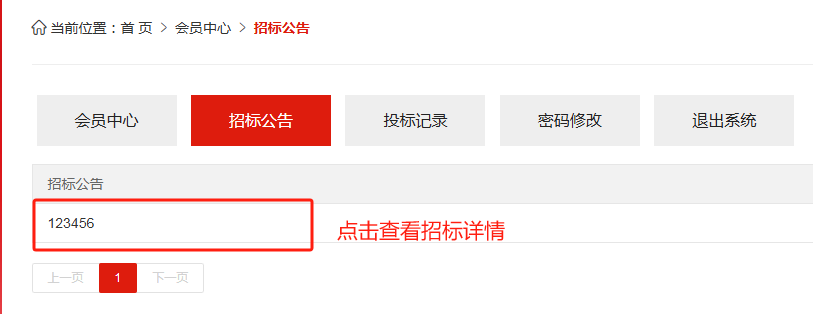 当前位置：首 页 > 会员中心 > 招标公告
会员中心 招标公告 投标记录 密码修改 退出系统
招标公告
123456 点击查看招标详情
上一页 1 下一页